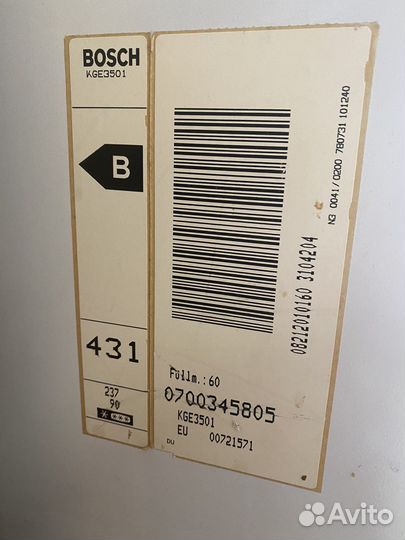 BOSCH
KGE3501
B
431
237
90
N3 0041/0200 780731 101240
08212010160 3104204
Füllm.:60
0700345805
KGE3501
EU 00721571
DU
Avito